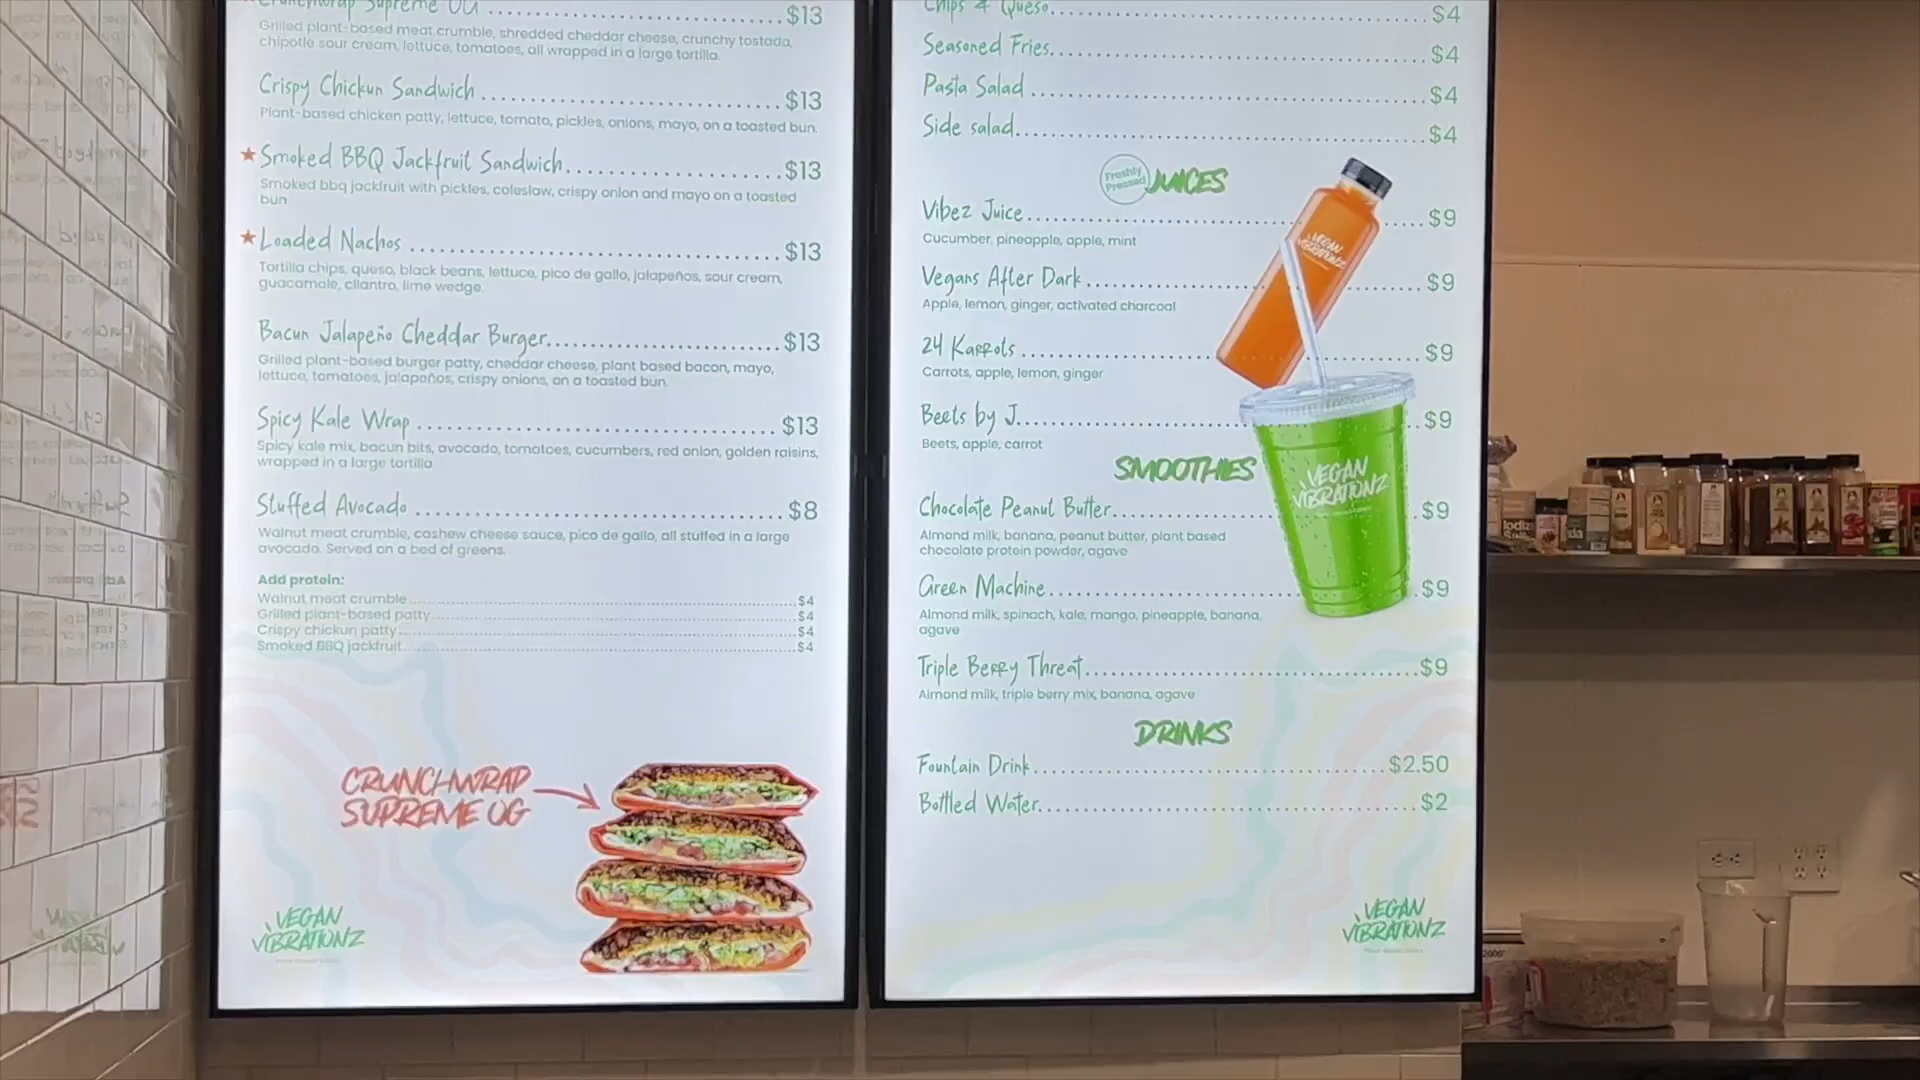 Crunchwrap Supreme OG $13
Grilled plant-based meat crumble, shredded cheddar cheese, crunchy tostada,
chipotle sour cream, lettuce, tomatoes, all wrapped in a large tortilla.
Crispy Chickun Sandwich $13
Plant-based chicken patty, lettuce, tomato, pickles, onions, mayo, on a toasted bun.
Smoked BBQ Jackfruit Sandwich $13
Smoked bbq jackfruit with pickles, coleslaw, crispy onion and mayo on a toasted
bun.
Loaded Nachos $13
Tortilla chips, queso, black beans, lettuce, pico de gallo, jalapeños, sour cream,
guacamole, cilantro, lime wedge.
Bacun Jalapeño Cheddar Burger $13
Grilled plant-based burger patty, cheddar cheese, plant based bacon, mayo,
lettuce, tomatoes, jalapaños, crispy onions, on a toasted bun.
Spicy Kale Wrap $13
Spicy kale mix, bacun bits, avocado, tomatoes, cucumbers, red onion, golden raisins,
wrapped in a large tortilla
Stuffed Avocado $8
Walnut meat crumble, cashew cheese sauce, pico de gallo, all stuffed in a large
avocado. Served on a bed of greens.
Add protein:
Walnut meat crumble $4
Grilled plant-based patty $4
Crispy chickun patty $4
Smoked BBQ jackfruit $4
CRUNCHWRAP
SUPREME OG
VEGAN
VIBRATIONZ
Chips & Queso $4
Seasoned Fries $4
Pasta Salad $4
Side salad $4
Freshly
Pressed
JUICES
Vibez Juice $9
Cucumber, pineapple, apple, mint
Vegans After Dark $9
Apple, lemon, ginger, activated charcoal
24 Karrots $9
Carrots, apple, lemon, ginger
Beets by J $9
Beets, apple, carrot
SMOOTHIES
Chocolate Peanut Butter $9
Almond milk, banana, peanut butter, plant based
chocolate protein powder, agave
Green Machine $9
Almond milk, spinach, kale, mango, pineapple, banana,
agave
Triple Berry Threat $9
Almond milk, triple berry mix, banana, agave
DRINKS
Fountain Drink $2.50
Bottled Water $2
VEGAN
VIBRATIONZ
VEGAN
VIBRATIONZ
VEGAN
VIBRATIONZ